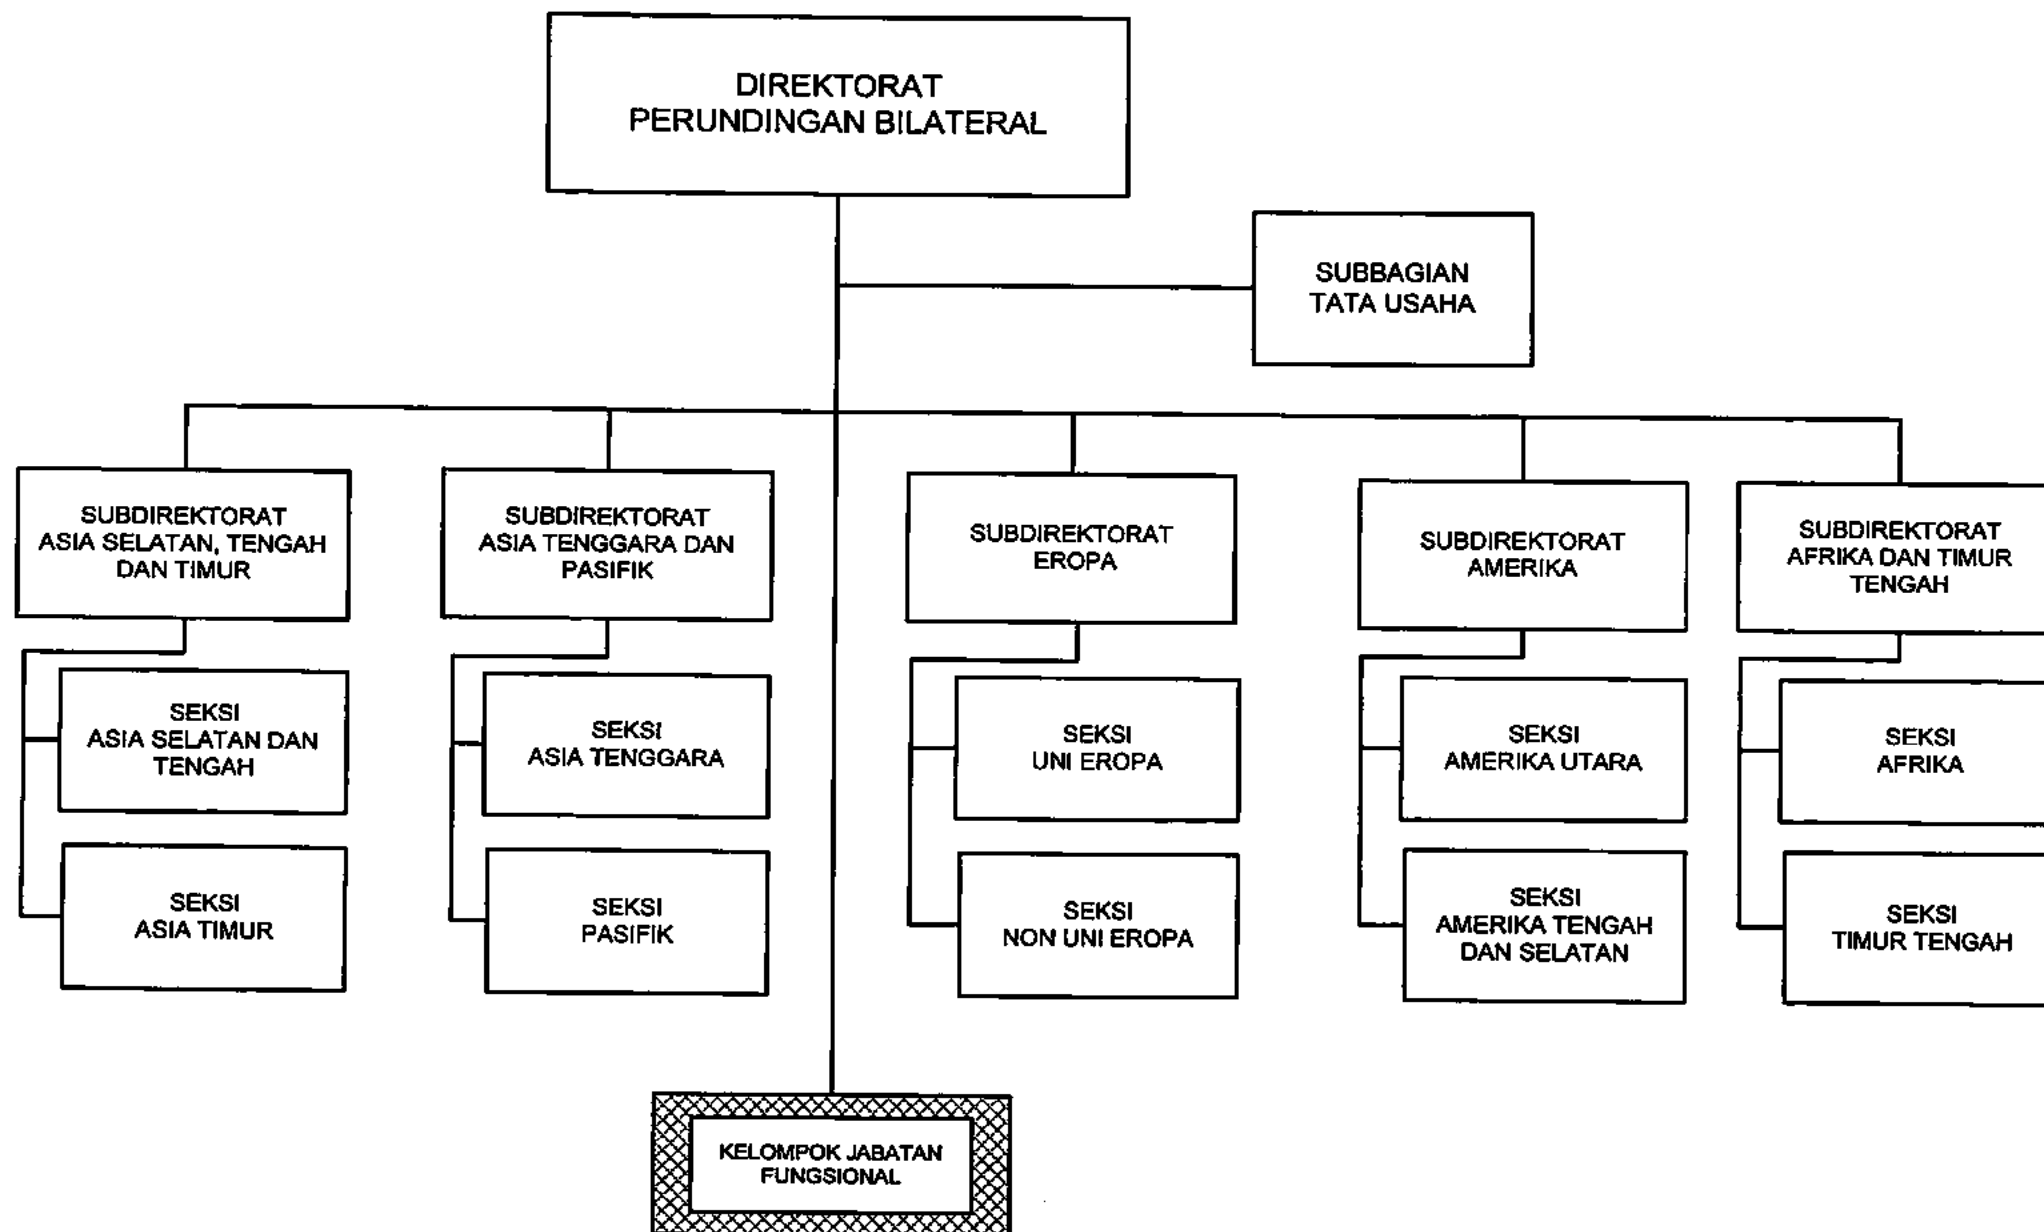 DIREKTORAT
PERUNDINGAN BILATERAL
SUBBAGIAN
TATA USAHA
SUBDIREKTORAT
ASIA SELATAN, TENGAH
DAN TIMUR
SUBDIREKTORAT
ASIA TENGGARA DAN
PASIFIK
SUBDIREKTORAT
EROPA
SUBDIREKTORAT
AMERIKA
SUBDIREKTORAT
AFRIKA DAN TIMUR
TENGAH
SEKSI
ASIA SELATAN DAN
TENGAH
SEKSI
ASIA TENGGARA
SEKSI
UNI EROPA
SEKSI
AMERIKA UTARA
SEKSI
AFRIKA
SEKSI
ASIA TIMUR
SEKSI
PASIFIK
SEKSI
NON UNI EROPA
SEKSI
AMERIKA TENGAH
DAN SELATAN
SEKSI
TIMUR TENGAH
KELOMPOK JABATAN
FUNGSIONAL